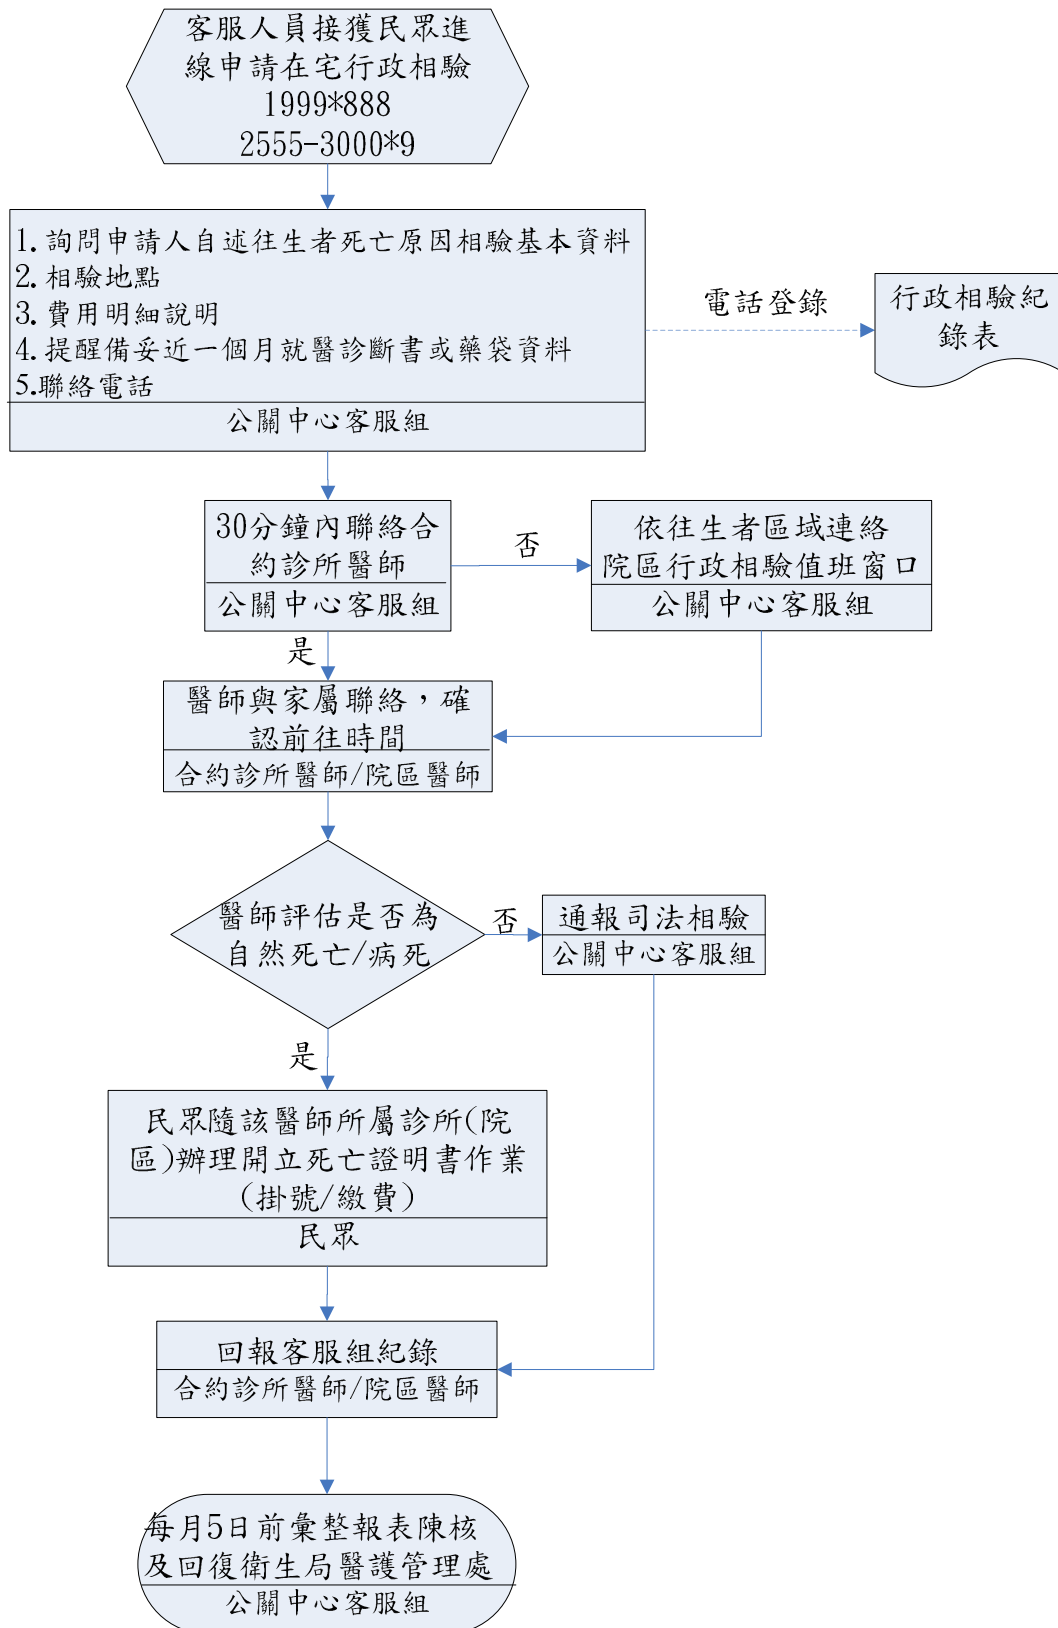 客服人員接獲民眾進
線申請在宅行政相驗
1999*888
2555-3000*9
1. 詢問申請人自述往生者死亡原因相驗基本資料
2. 相驗地點
3. 費用明細說明
4. 提醒備妥近一個月就醫診斷書或藥袋資料
5.聯絡電話
公關中心客服組
電話登錄
行政相驗紀
錄表
30分鐘內聯絡合
約診所醫師
公關中心客服組
否
依往生者區域連絡
院區行政相驗值班窗口
公關中心客服組
是
醫師與家屬聯絡，確
認前往時間
合約診所醫師/院區醫師
醫師評估是否為
自然死亡/病死
否
通報司法相驗
公關中心客服組
是
民眾隨該醫師所屬診所(院
區)辦理開立死亡證明書作業
(掛號/繳費)
民眾
回報客服組紀錄
合約診所醫師/院區醫師
每月5日前彙整報表陳核
及回復衛生局醫護管理處
公關中心客服組